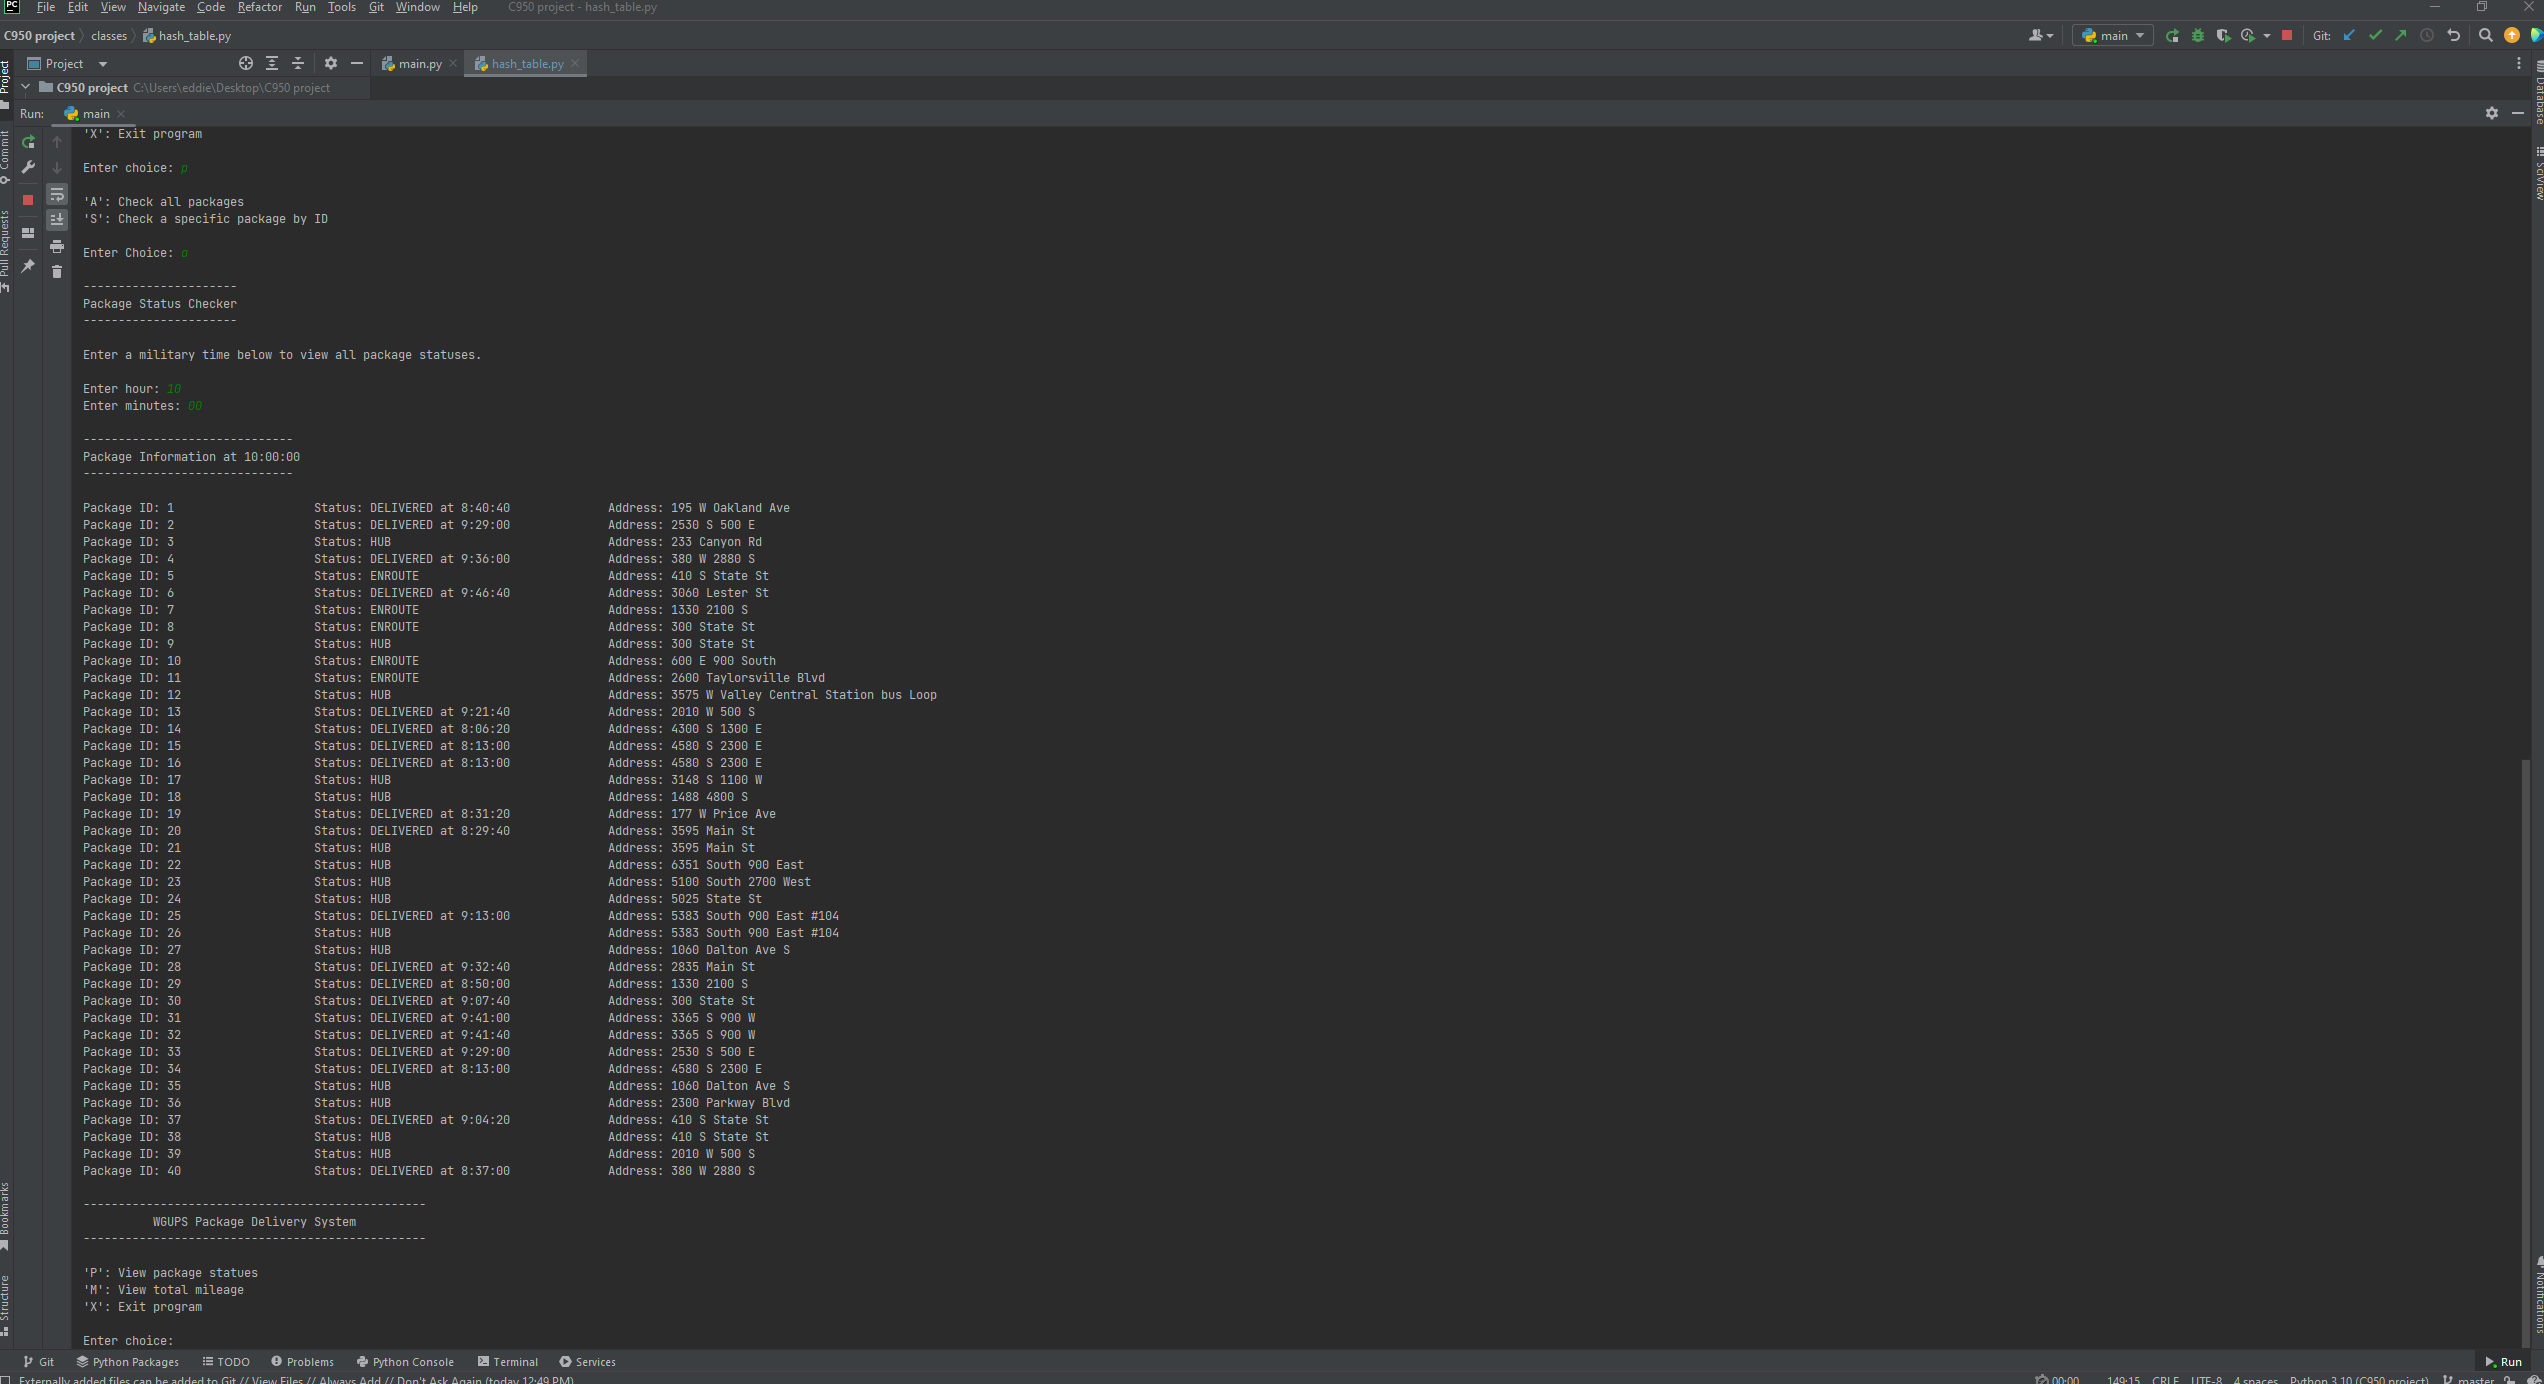 PC File Edit View Navigate Code Refactor Run Tools Git Window Help C950 project - hash_table.py
C950 project classes hash_table.py main Git:
Project main.py hash_table.py
C950 project C:\Users\eddie\Desktop\C950 project
Run: main
'X': Exit program
Enter choice: p
'A': Check all packages
'S': Check a specific package by ID
Enter Choice: a
----------------------
Package Status Checker
----------------------
Enter a military time below to view all package statuses.
Enter hour: 10
Enter minutes: 00
------------------------------
Package Information at 10:00:00
------------------------------
Package ID: 1 Status: DELIVERED at 8:40:40 Address: 195 W Oakland Ave
Package ID: 2 Status: DELIVERED at 9:29:00 Address: 2530 S 500 E
Package ID: 3 Status: HUB Address: 233 Canyon Rd
Package ID: 4 Status: DELIVERED at 9:36:00 Address: 380 W 2880 S
Package ID: 5 Status: ENROUTE Address: 410 S State St
Package ID: 6 Status: DELIVERED at 9:46:40 Address: 3060 Lester St
Package ID: 7 Status: ENROUTE Address: 1330 2100 S
Package ID: 8 Status: ENROUTE Address: 300 State St
Package ID: 9 Status: HUB Address: 300 State St
Package ID: 10 Status: ENROUTE Address: 600 E 900 South
Package ID: 11 Status: ENROUTE Address: 2600 Taylorsville Blvd
Package ID: 12 Status: HUB Address: 3575 W Valley Central Station bus Loop
Package ID: 13 Status: DELIVERED at 9:21:40 Address: 2010 W 500 S
Package ID: 14 Status: DELIVERED at 8:06:20 Address: 4300 S 1300 E
Package ID: 15 Status: DELIVERED at 8:13:00 Address: 4580 S 2300 E
Package ID: 16 Status: DELIVERED at 8:13:00 Address: 4580 S 2300 E
Package ID: 17 Status: HUB Address: 3148 S 1100 W
Package ID: 18 Status: HUB Address: 1488 4800 S
Package ID: 19 Status: DELIVERED at 8:31:20 Address: 177 W Price Ave
Package ID: 20 Status: DELIVERED at 8:29:40 Address: 3595 Main St
Package ID: 21 Status: HUB Address: 3595 Main St
Package ID: 22 Status: HUB Address: 6351 South 900 East
Package ID: 23 Status: HUB Address: 5100 South 2700 West
Package ID: 24 Status: HUB Address: 5025 State St
Package ID: 25 Status: DELIVERED at 9:13:00 Address: 5383 South 900 East #104
Package ID: 26 Status: HUB Address: 5383 South 900 East #104
Package ID: 27 Status: HUB Address: 1060 Dalton Ave S
Package ID: 28 Status: DELIVERED at 9:32:40 Address: 2835 Main St
Package ID: 29 Status: DELIVERED at 8:50:00 Address: 1330 2100 S
Package ID: 30 Status: DELIVERED at 9:07:40 Address: 300 State St
Package ID: 31 Status: DELIVERED at 9:41:00 Address: 3365 S 900 W
Package ID: 32 Status: DELIVERED at 9:41:40 Address: 3365 S 900 W
Package ID: 33 Status: DELIVERED at 9:29:00 Address: 2530 S 500 E
Package ID: 34 Status: DELIVERED at 8:13:00 Address: 4580 S 2300 E
Package ID: 35 Status: HUB Address: 1060 Dalton Ave S
Package ID: 36 Status: HUB Address: 2300 Parkway Blvd
Package ID: 37 Status: DELIVERED at 9:04:20 Address: 410 S State St
Package ID: 38 Status: HUB Address: 410 S State St
Package ID: 39 Status: HUB Address: 2010 W 500 S
Package ID: 40 Status: DELIVERED at 8:37:00 Address: 380 W 2880 S
-------------------------------------------------
WGUPS Package Delivery System
-------------------------------------------------
'P': View package statues
'M': View total mileage
'X': Exit program
Enter choice:
Project
Commit
Pull Requests
Bookmarks
Structure
Database
SciView
Notifications
Git Python Packages TODO Problems Python Console Terminal Services Run
Externally added files can be added to Git // View Files // Always Add // Don't Ask Again (today 12:49 PM) 00:00 149:15 CRLF UTF-8 4 spaces Python 3.10 (C950 project) master